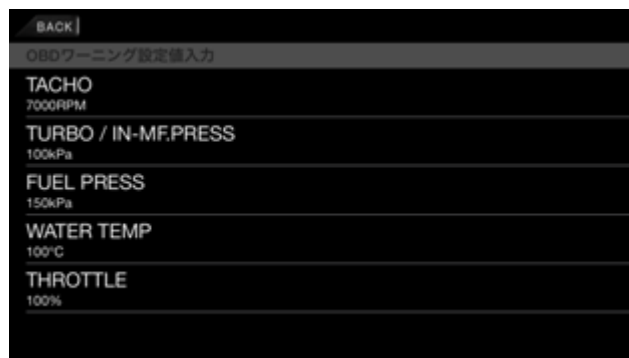 BACK
OBDワーニング設定値入力
TACHO
7000RPM
TURBO / IN-MF.PRESS
100kPa
FUEL PRESS
150kPa
WATER TEMP
100°C
THROTTLE
100%